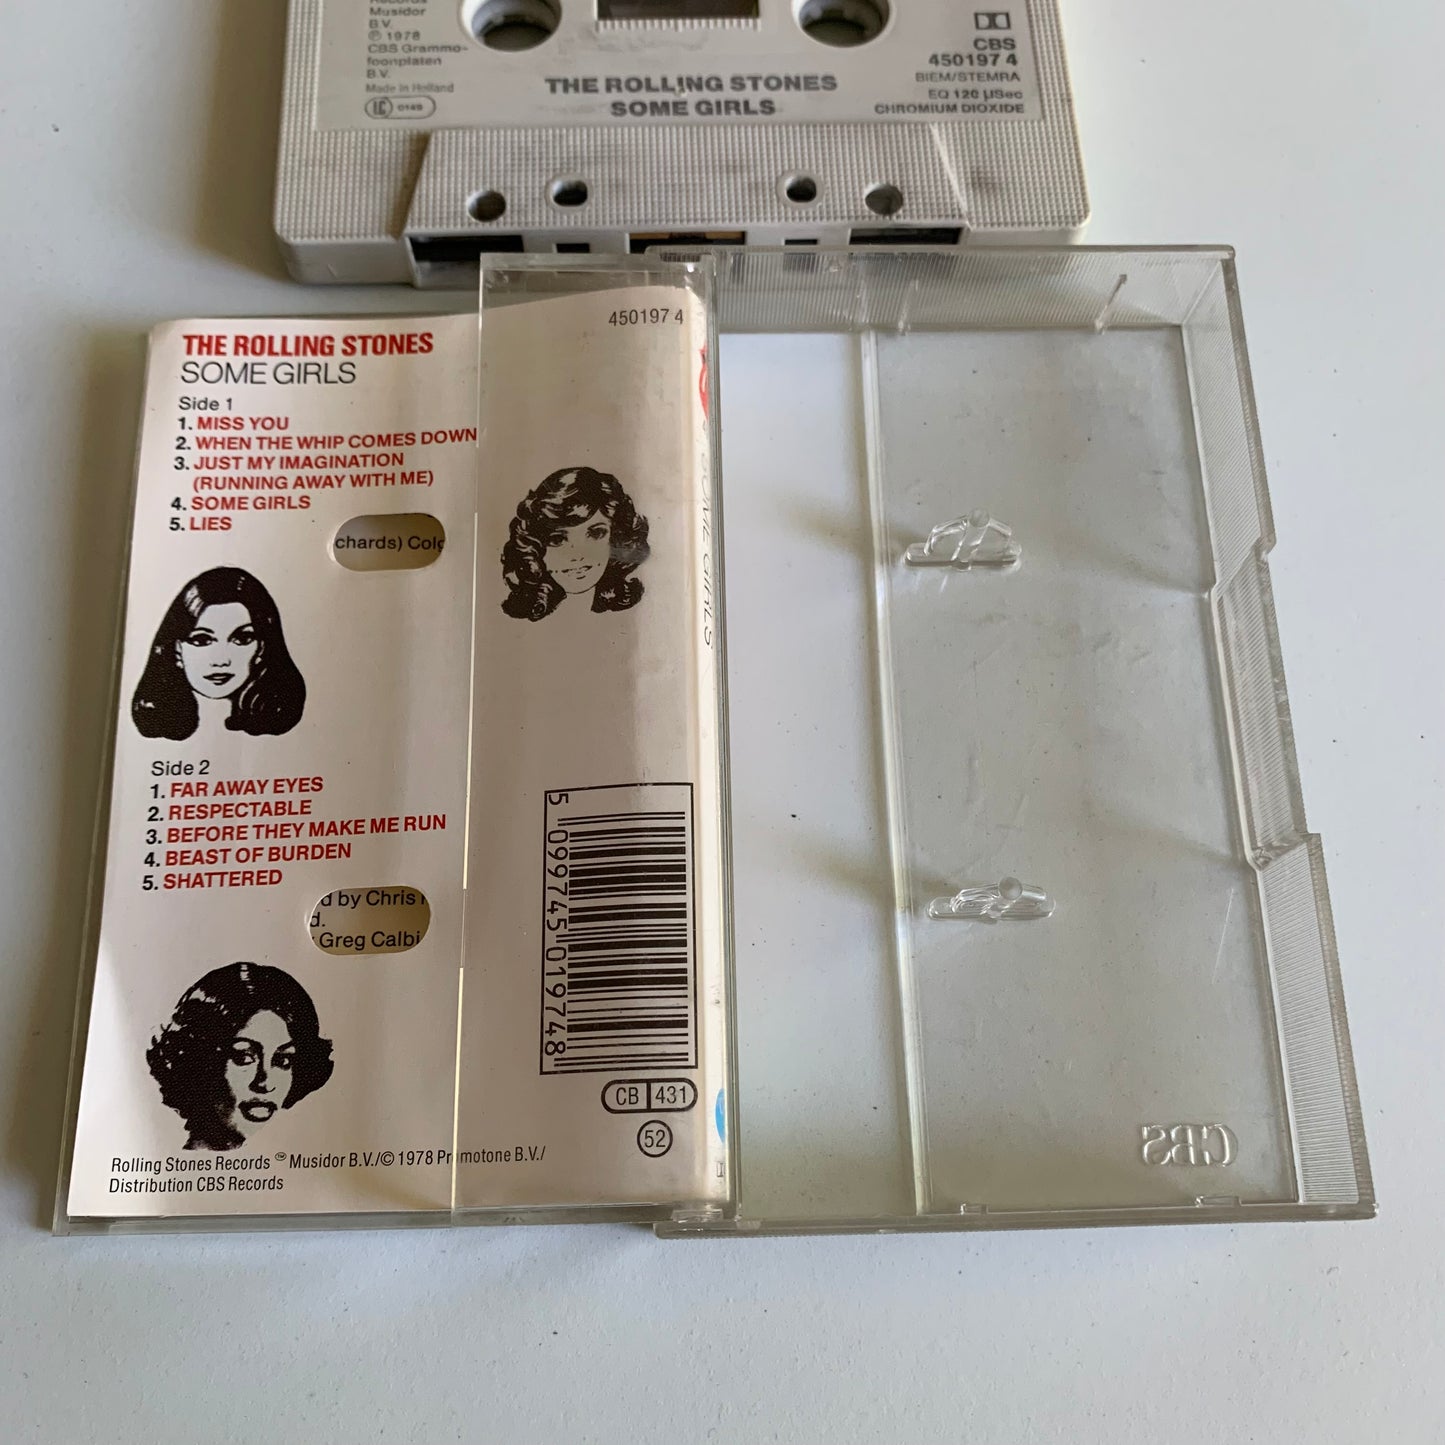 Records
Musidor
B.V.
℗ 1978
CBS Grammo-
foonplaten
B.V.
Made in Holland
CBS
450197 4
BIEM/STEMRA
EQ 120 µSec
CHROMIUM DIOXIDE
THE ROLLING STONES
SOME GIRLS
450197 4
THE ROLLING STONES
SOME GIRLS
Side 1
1. MISS YOU
2. WHEN THE WHIP COMES DOWN
3. JUST MY IMAGINATION
(RUNNING AWAY WITH ME)
4. SOME GIRLS
5. LIES
chards) Colg
SOME GIRLS
Side 2
1. FAR AWAY EYES
2. RESPECTABLE
3. BEFORE THEY MAKE ME RUN
4. BEAST OF BURDEN
5. SHATTERED
d by Chris
d.
Greg Calbi
5 099745 019748
CB 431
52
Rolling Stones Records ™ Musidor B.V./© 1978 Promotone B.V./
Distribution CBS Records
CBS